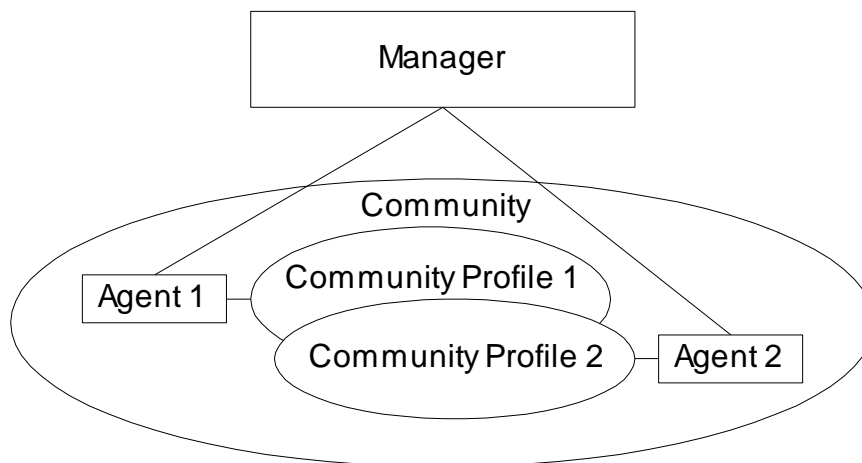 Manager
Community
Community Profile 1
Agent 1
Community Profile 2
Agent 2